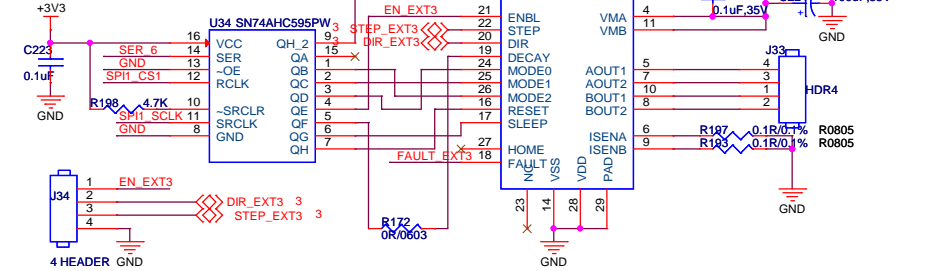 +3V3
C223
0.1uF
GND
U34 SN74AHC595PW
SER_6
GND
SPI1_CS1
R198 4.7K
SPI1_SCLK
GND
16 VCC
14 SER
13 ~OE
12 RCLK
10 ~SRCLR
11 SRCLK
8 GND
QH_2 9
QA 15
QB 1
QC 2
QD 3
QE 4
QF 5
QG 6
QH 7
3
3
EN_EXT3
STEP_EXT3
DIR_EXT3
FAULT_EXT3
21 ENBL
22 STEP
20 DIR
19 DECAY
24 MODE0
25 MODE1
26 MODE2
16 RESET
17 SLEEP
27 HOME
18 FAULT
NC 23
VSS 14
VDD 28
PAD 29
GND
VMA 4
VMB 11
AOUT1 5
AOUT2 7
BOUT1 10
BOUT2 8
ISENA 6
ISENB 9
0.1uF,35V
GND
J33
4
3
1
2
HDR4
R197 0.1R/0.1% R0805
R193 0.1R/0.1% R0805
GND
R172
0R/0603
J34
1 EN_EXT3
2 DIR_EXT3 3
3 STEP_EXT3 3
4
4 HEADER
GND